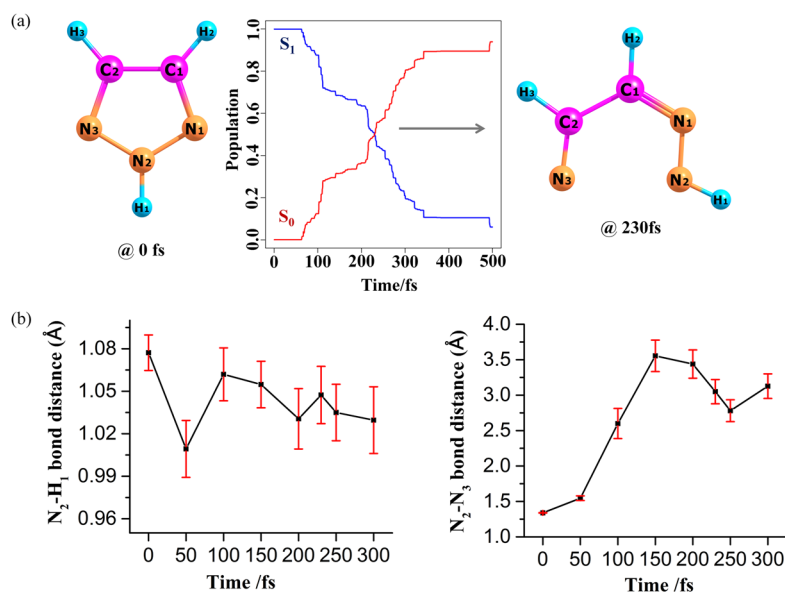 (a)
H₃
H₂
C₂
C₁
N₃
N₁
N₂
H₁
@ 0 fs
Population
1.0
0.8
0.6
0.4
0.2
0.0
S₁
S₀
0
100
200
300
400
500
Time/fs
H₂
H₃
C₁
C₂
N₁
N₃
N₂
H₁
@ 230fs
(b)
N₂-H₁ bond distance (Å)
1.08
1.05
1.02
0.99
0.96
0
50
100
150
200
250
300
Time /fs
N₂-N₃ bond distance (Å)
4.0
3.5
3.0
2.5
2.0
1.5
1.0
0
50
100
150
200
250
300
Time /fs